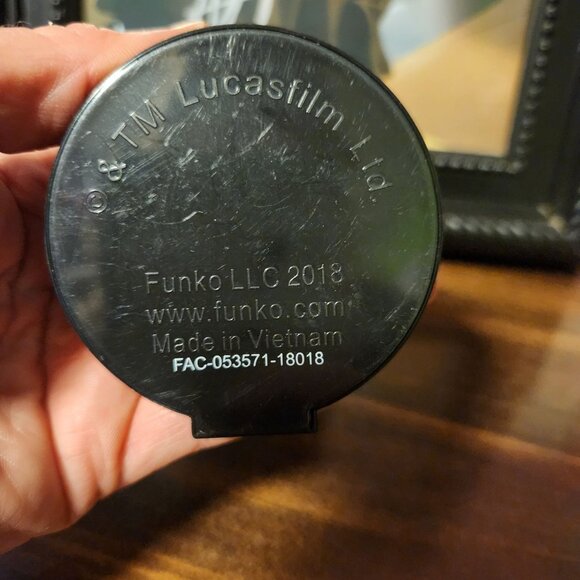 © & TM Lucasfilm Ltd.
Funko LLC 2018
www.funko.com
Made in Vietnam
FAC-053571-18018